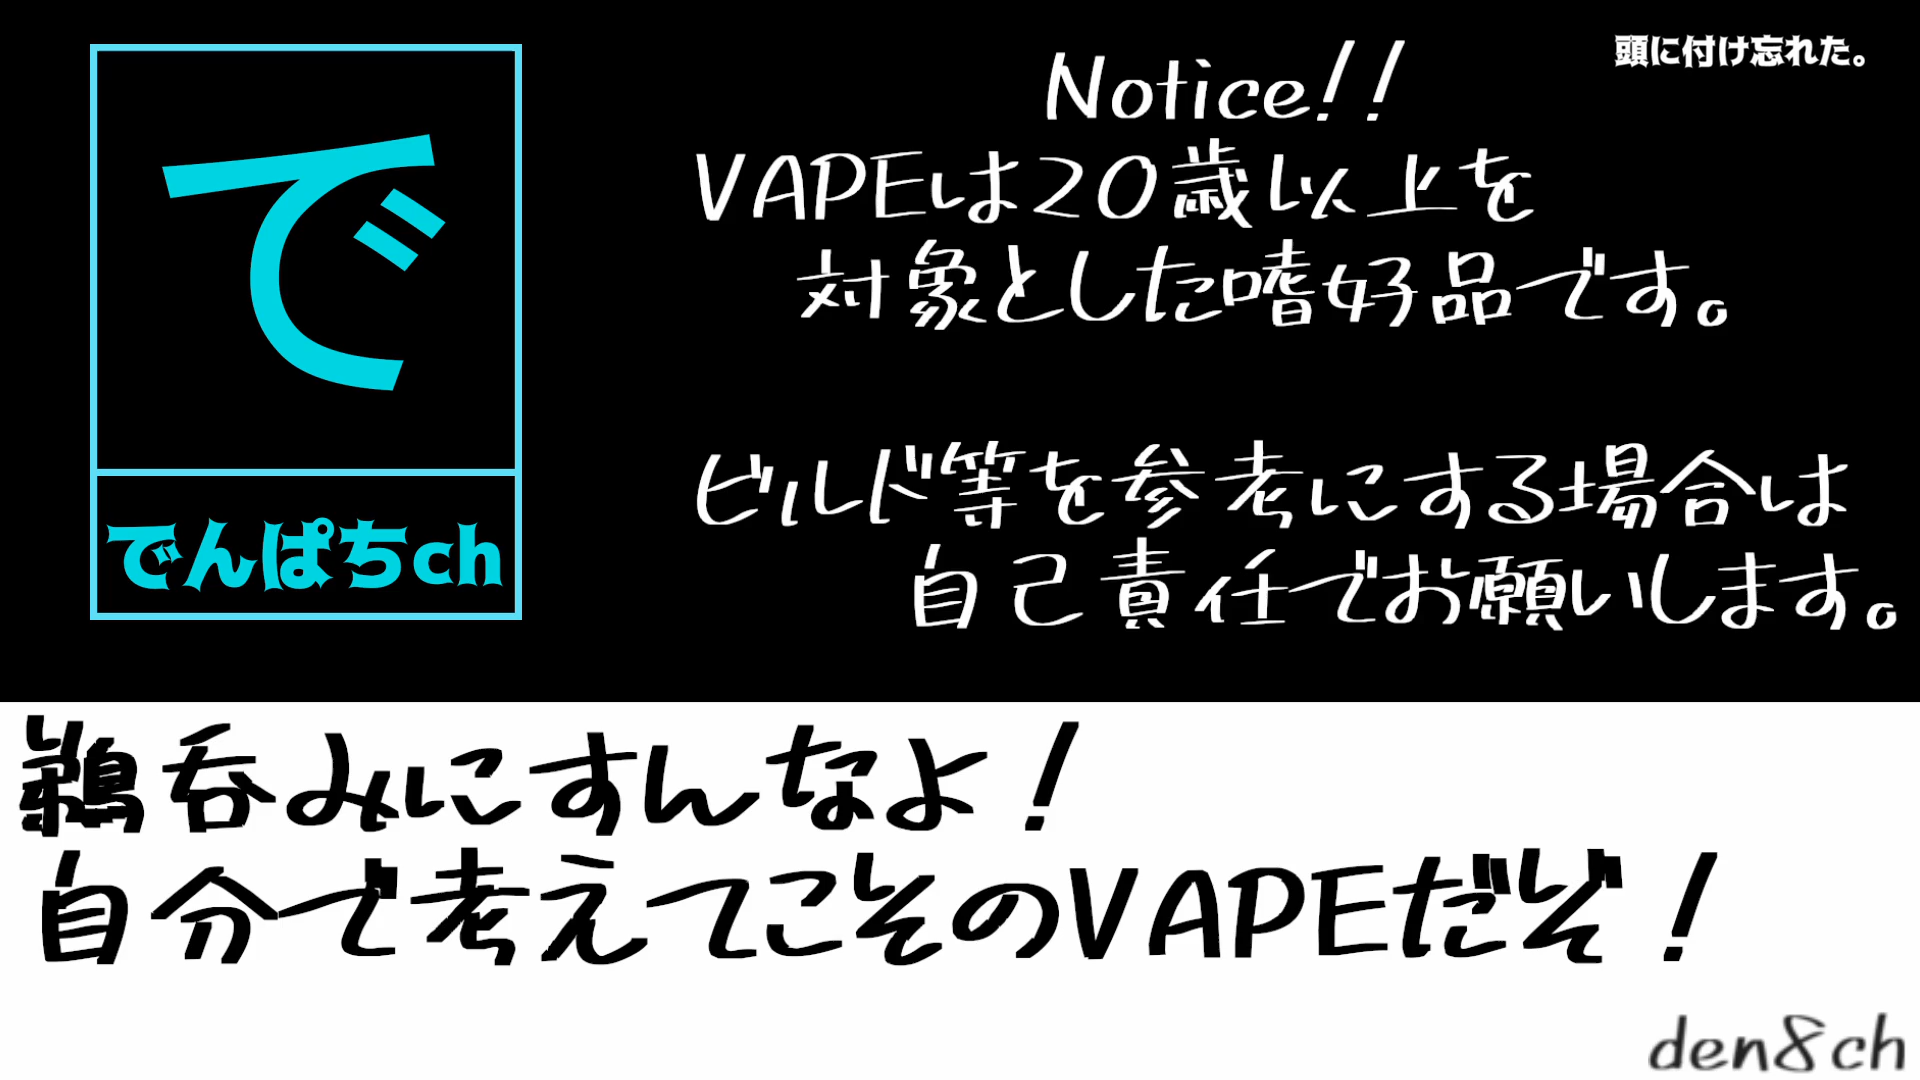 で
でんぱちch
頭に付け忘れた。
Notice!!
VAPEは20歳以上を
対象とした嗜好品です。
ビルド等を参考にする場合は
自己責任でお願いします。
鵜呑みにすんなよ！
自分で考えてこそのVAPEだぞ！
den8ch